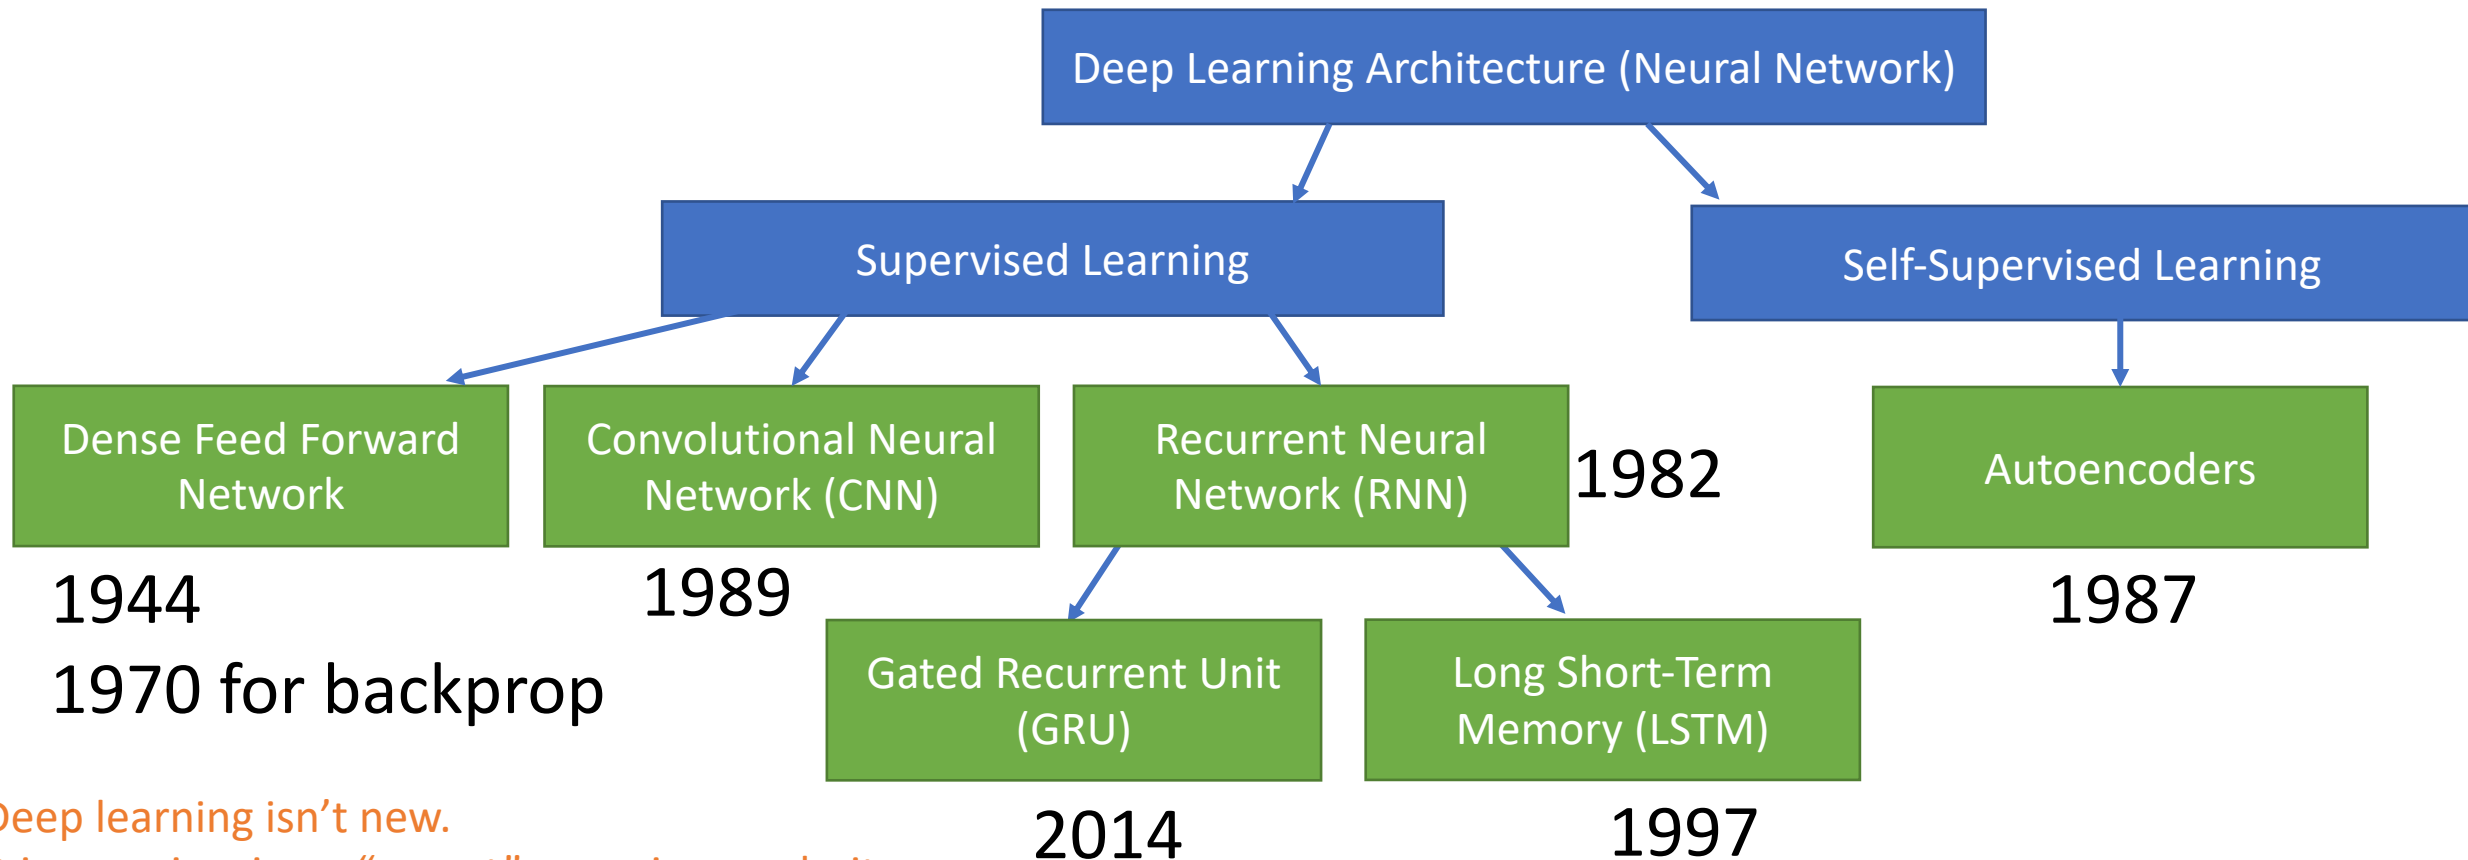 Deep Learning Architecture (Neural Network)
Supervised Learning
Self-Supervised Learning
Dense Feed Forward
Network
Convolutional Neural
Network (CNN)
Recurrent Neural
Network (RNN)
1982
Autoencoders
1944
1989
1987
1970 for backprop
Gated Recurrent Unit
(GRU)
Long Short-Term
Memory (LSTM)
2014
1997
Deep learning isn’t new.